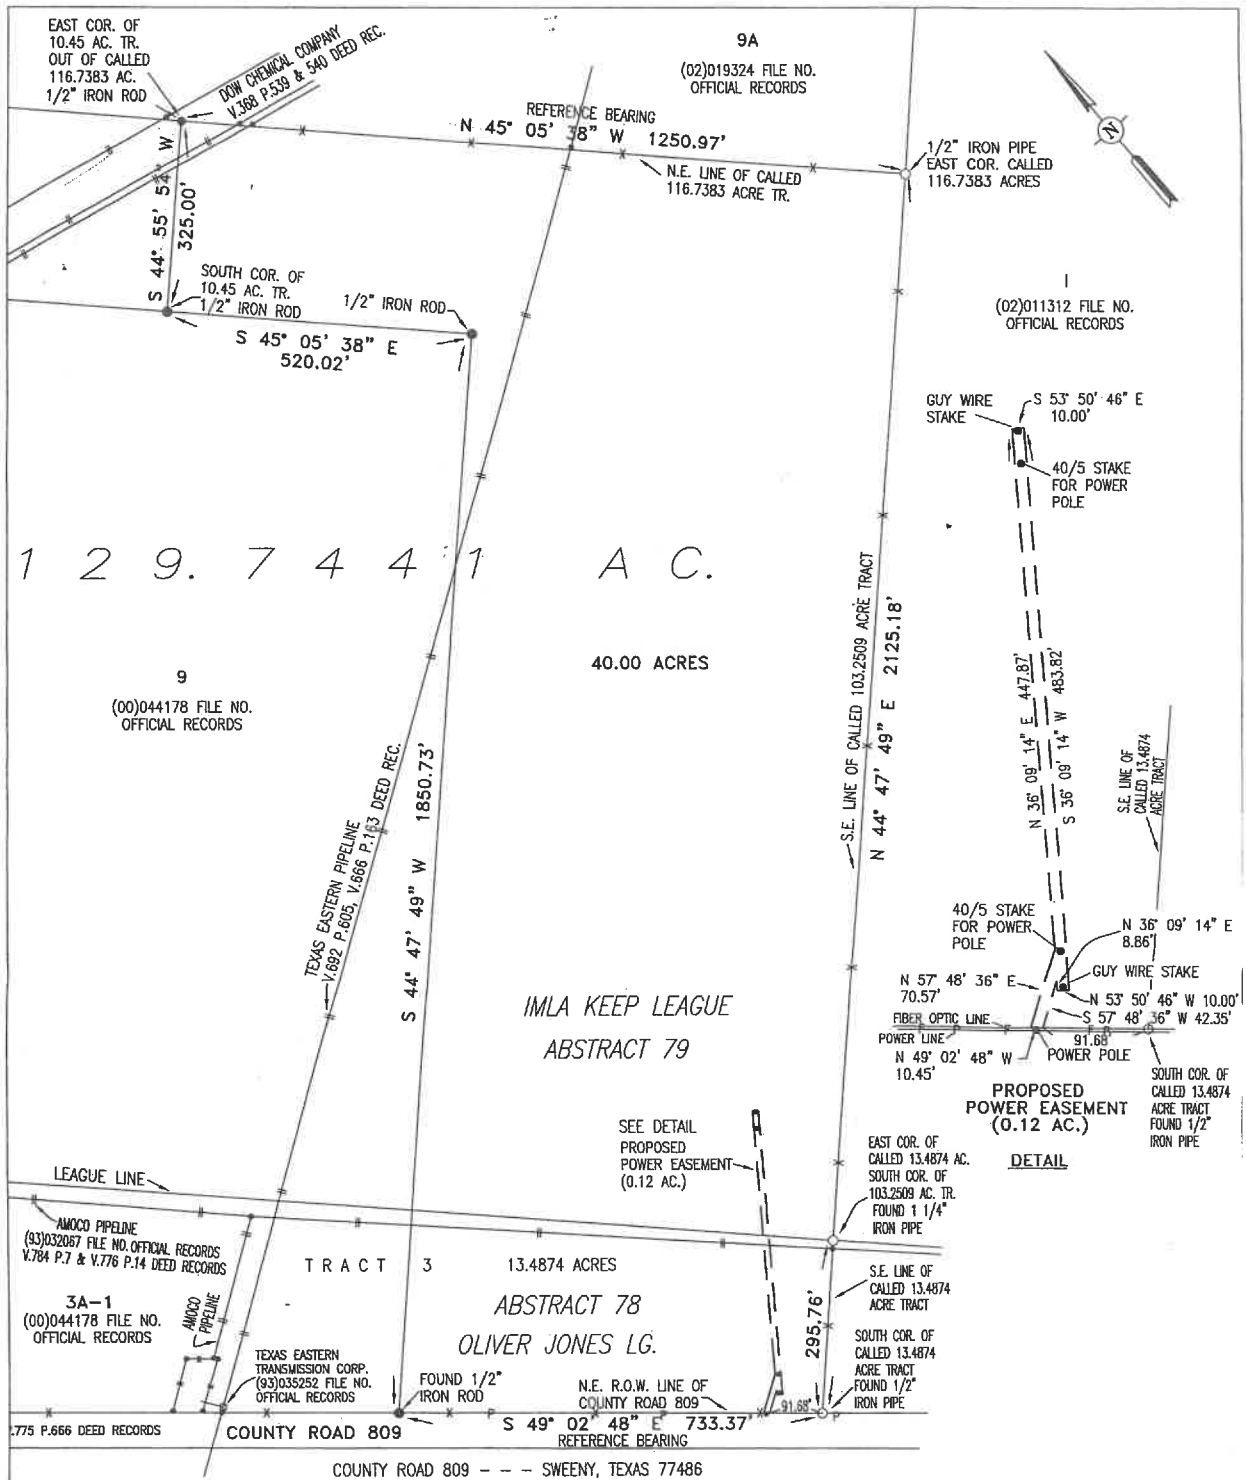 EAST COR. OF
10.45 AC. TR.
OUT OF CALLED
116.7383 AC.
1/2" IRON ROD
DOW CHEMICAL COMPANY
V.368 P.539 & 540 DEED REC.
9A
(02)019324 FILE NO.
OFFICIAL RECORDS
REFERENCE BEARING
N 45° 05' 38" W 1250.97'
N.E. LINE OF CALLED
116.7383 ACRE TR.
1/2" IRON PIPE
EAST COR. CALLED
116.7383 ACRES
N
S 44° 55' 54" W
325.00'
SOUTH COR. OF
10.45 AC. TR.
1/2" IRON ROD
1/2" IRON ROD
S 45° 05' 38" E
520.02'
I
(02)011312 FILE NO.
OFFICIAL RECORDS
GUY WIRE
STAKE
S 53° 50' 46" E
10.00'
40/5 STAKE
FOR POWER
POLE
129.7441 AC.
40.00 ACRES
9
(00)044178 FILE NO.
OFFICIAL RECORDS
S.E. LINE OF CALLED 103.2509 ACRE TRACT
N 44° 47' 49" E 2125.18'
N 36° 09' 14" E 447.87'
S 36° 09' 14" W 483.82'
S.E. LINE OF
CALLED 13.4874
ACRE TRACT
TEXAS EASTERN PIPELINE
V.692 P.605, V.666 P.163 DEED REC.
S 44° 47' 49" W 1850.73'
40/5 STAKE
FOR POWER
POLE
N 36° 09' 14" E
8.86'
GUY WIRE STAKE
N 57° 48' 36" E
70.57'
N 53° 50' 46" W 10.00'
S 57° 48' 36" W 42.35'
FIBER OPTIC LINE
POWER LINE
F
P
F
F
P
91.68'
N 49° 02' 48" W
10.45'
POWER POLE
PROPOSED
POWER EASEMENT
(0.12 AC.)
DETAIL
SOUTH COR. OF
CALLED 13.4874
ACRE TRACT
FOUND 1/2"
IRON PIPE
IMLA KEEP LEAGUE
ABSTRACT 79
SEE DETAIL
PROPOSED
POWER EASEMENT
(0.12 AC.)
EAST COR. OF
CALLED 13.4874 AC.
SOUTH COR. OF
103.2509 AC. TR.
FOUND 1 1/4"
IRON PIPE
LEAGUE LINE
AMOCO PIPELINE
(93)032087 FILE NO. OFFICIAL RECORDS
V.784 P.7 & V.776 P.14 DEED RECORDS
TRACT 3
13.4874 ACRES
ABSTRACT 78
OLIVER JONES LG.
S.E. LINE OF
CALLED 13.4874
ACRE TRACT
295.76'
3A-1
(00)044178 FILE NO.
OFFICIAL RECORDS
AMOCO
PIPELINE
TEXAS EASTERN
TRANSMISSION CORP.
(93)035252 FILE NO.
OFFICIAL RECORDS
FOUND 1/2"
IRON ROD
N.E. R.O.W. LINE OF
COUNTY ROAD 809
SOUTH COR. OF
CALLED 13.4874
ACRE TRACT
FOUND 1/2"
IRON PIPE
91.68'
P
P
P
.775 P.666 DEED RECORDS
COUNTY ROAD 809
S 49° 02' 48" E 733.37'
REFERENCE BEARING
COUNTY ROAD 809 - - - SWEENY, TEXAS 77486